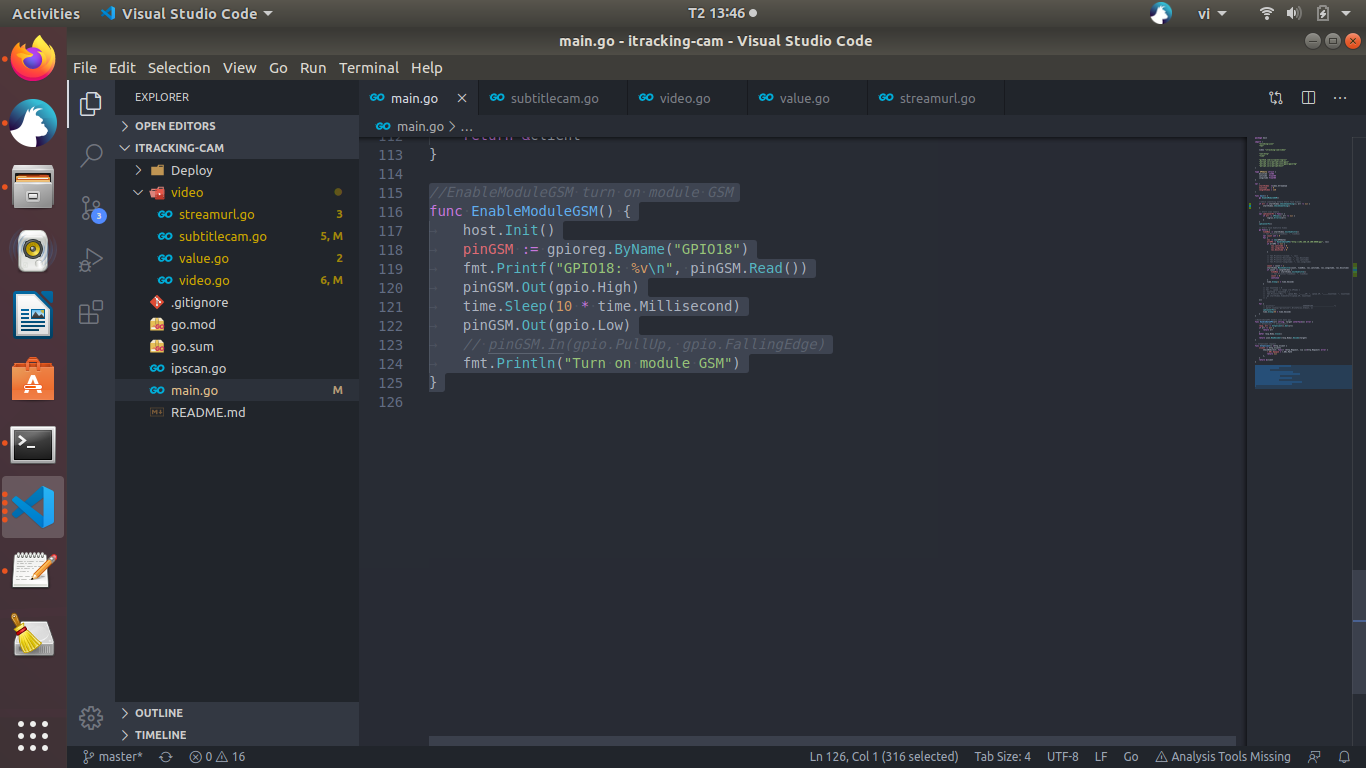 Activities
Visual Studio Code
T2 13:46
vi
main.go - itracking-cam - Visual Studio Code
File Edit Selection View Go Run Terminal Help
EXPLORER
OPEN EDITORS
ITRACKING-CAM
Deploy
video
streamurl.go 3
subtitlecam.go 5, M
value.go 2
video.go 6, M
.gitignore
go.mod
go.sum
ipscan.go
main.go M
README.md
OUTLINE
TIMELINE
3
main.go
subtitlecam.go
video.go
value.go
streamurl.go
main.go > ...
113 }
114
115 //EnableModuleGSM turn on module GSM
116 func EnableModuleGSM() {
117 host.Init()
118 pinGSM := gpioreg.ByName("GPIO18")
119 fmt.Printf("GPIO18: %v\n", pinGSM.Read())
120 pinGSM.Out(gpio.High)
121 time.Sleep(10 * time.Millisecond)
122 pinGSM.Out(gpio.Low)
123 // pinGSM.In(gpio.PullUp, gpio.FallingEdge)
124 fmt.Println("Turn on module GSM")
125 }
126
master* 0 16 Ln 126, Col 1 (316 selected) Tab Size: 4 UTF-8 LF Go Analysis Tools Missing